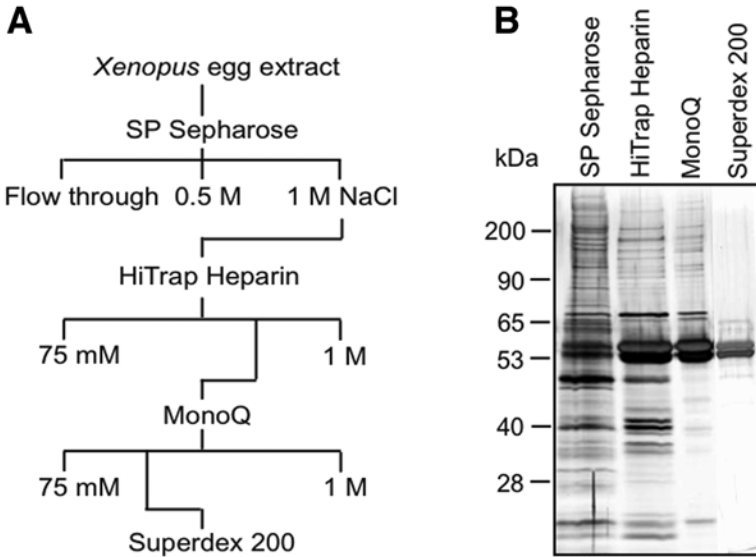 A
Xenopus egg extract
SP Sepharose
Flow through 0.5 M 1 M NaCl
HiTrap Heparin
75 mM 1 M
MonoQ
75 mM 1 M
Superdex 200
B
SP Sepharose
HiTrap Heparin
MonoQ
Superdex 200
kDa
200
90
65
53
40
28